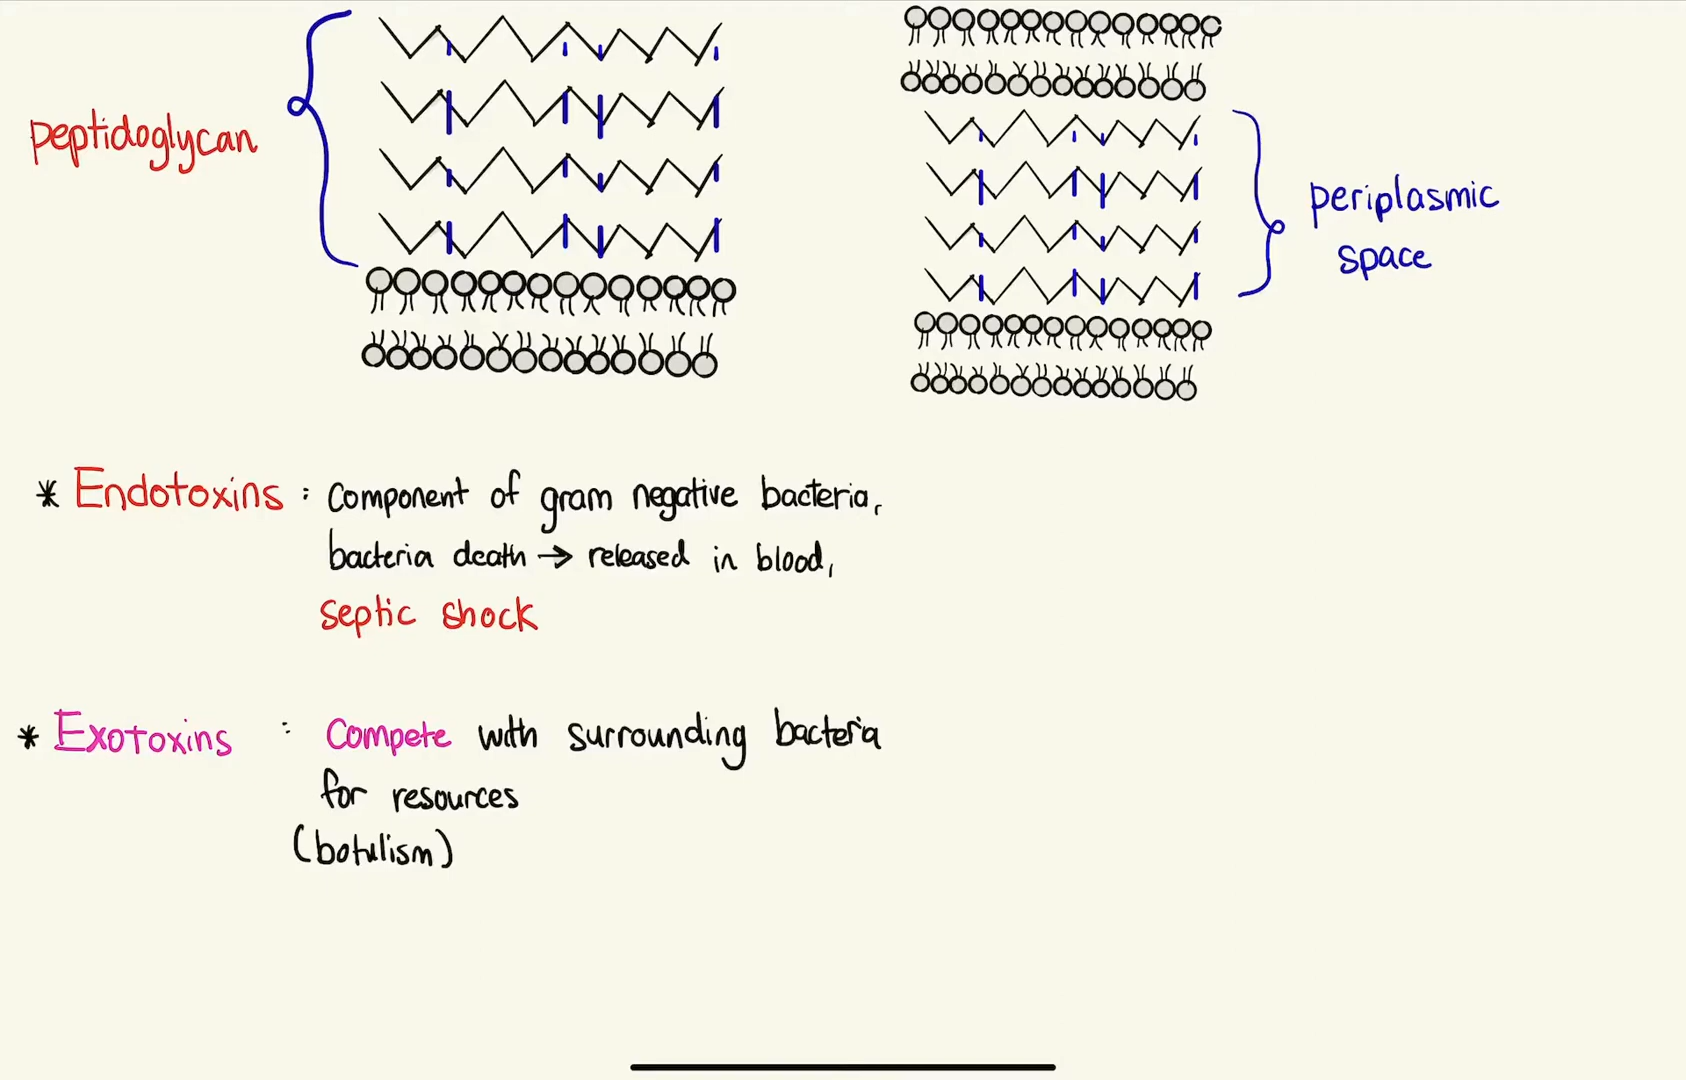 peptidoglycan
periplasmic
space
* Endotoxins : Component of gram negative bacteria,
bacteria death → released in blood,
septic shock
* Exotoxins : Compete with surrounding bacteria
for resources
(botulism)